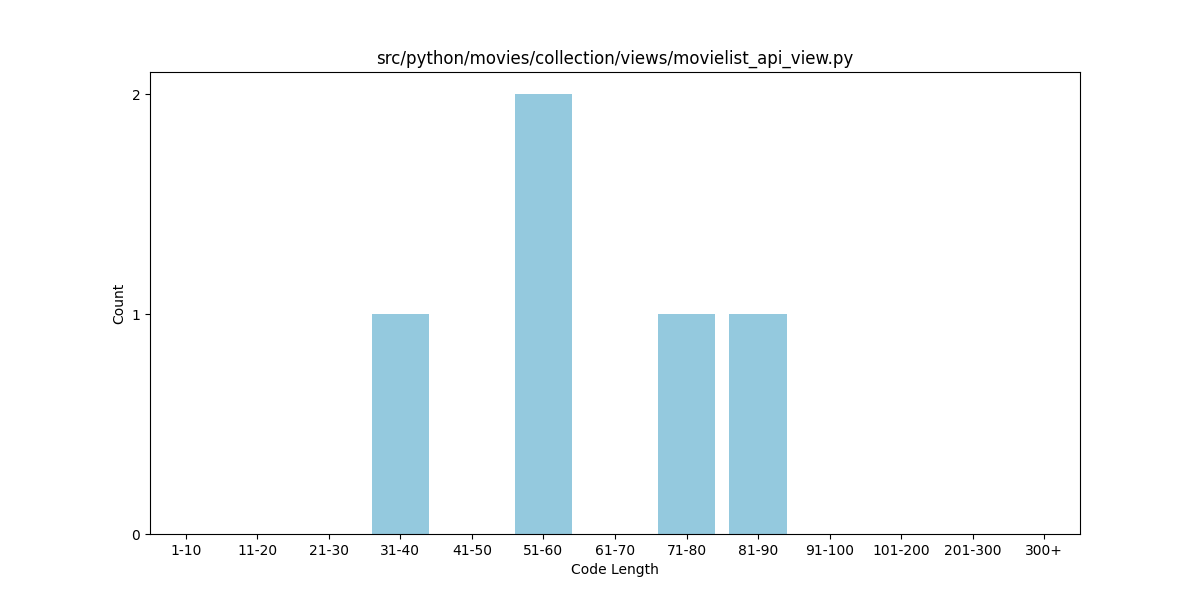 src/python/movies/collection/views/movielist_api_view.py
2
1
0
Count
1-10 11-20 21-30 31-40 41-50 51-60 61-70 71-80 81-90 91-100 101-200 201-300 300+
Code Length